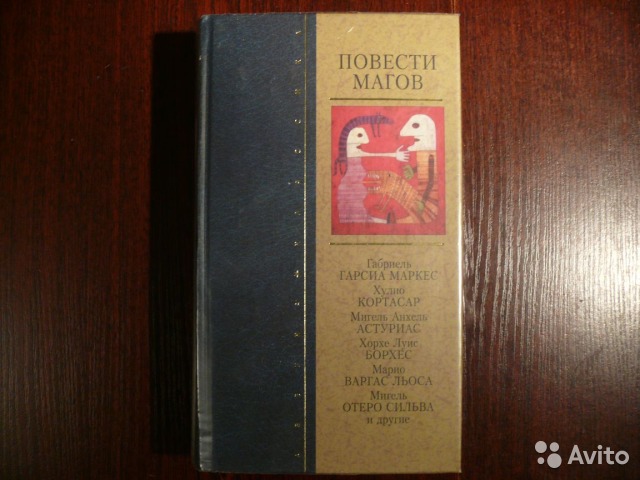 ПОВЕСТИ
МАГОВ
Габриель
ГАРСИА МАРКЕС
Хулио
КОРТАСАР
Мигель Анхель
АСТУРИАС
Хорхе Луис
БОРХЕС
Марио
ВАРГАС ЛЬОСА
Мигель
ОТЕРО СИЛЬВА
и другие
Avito